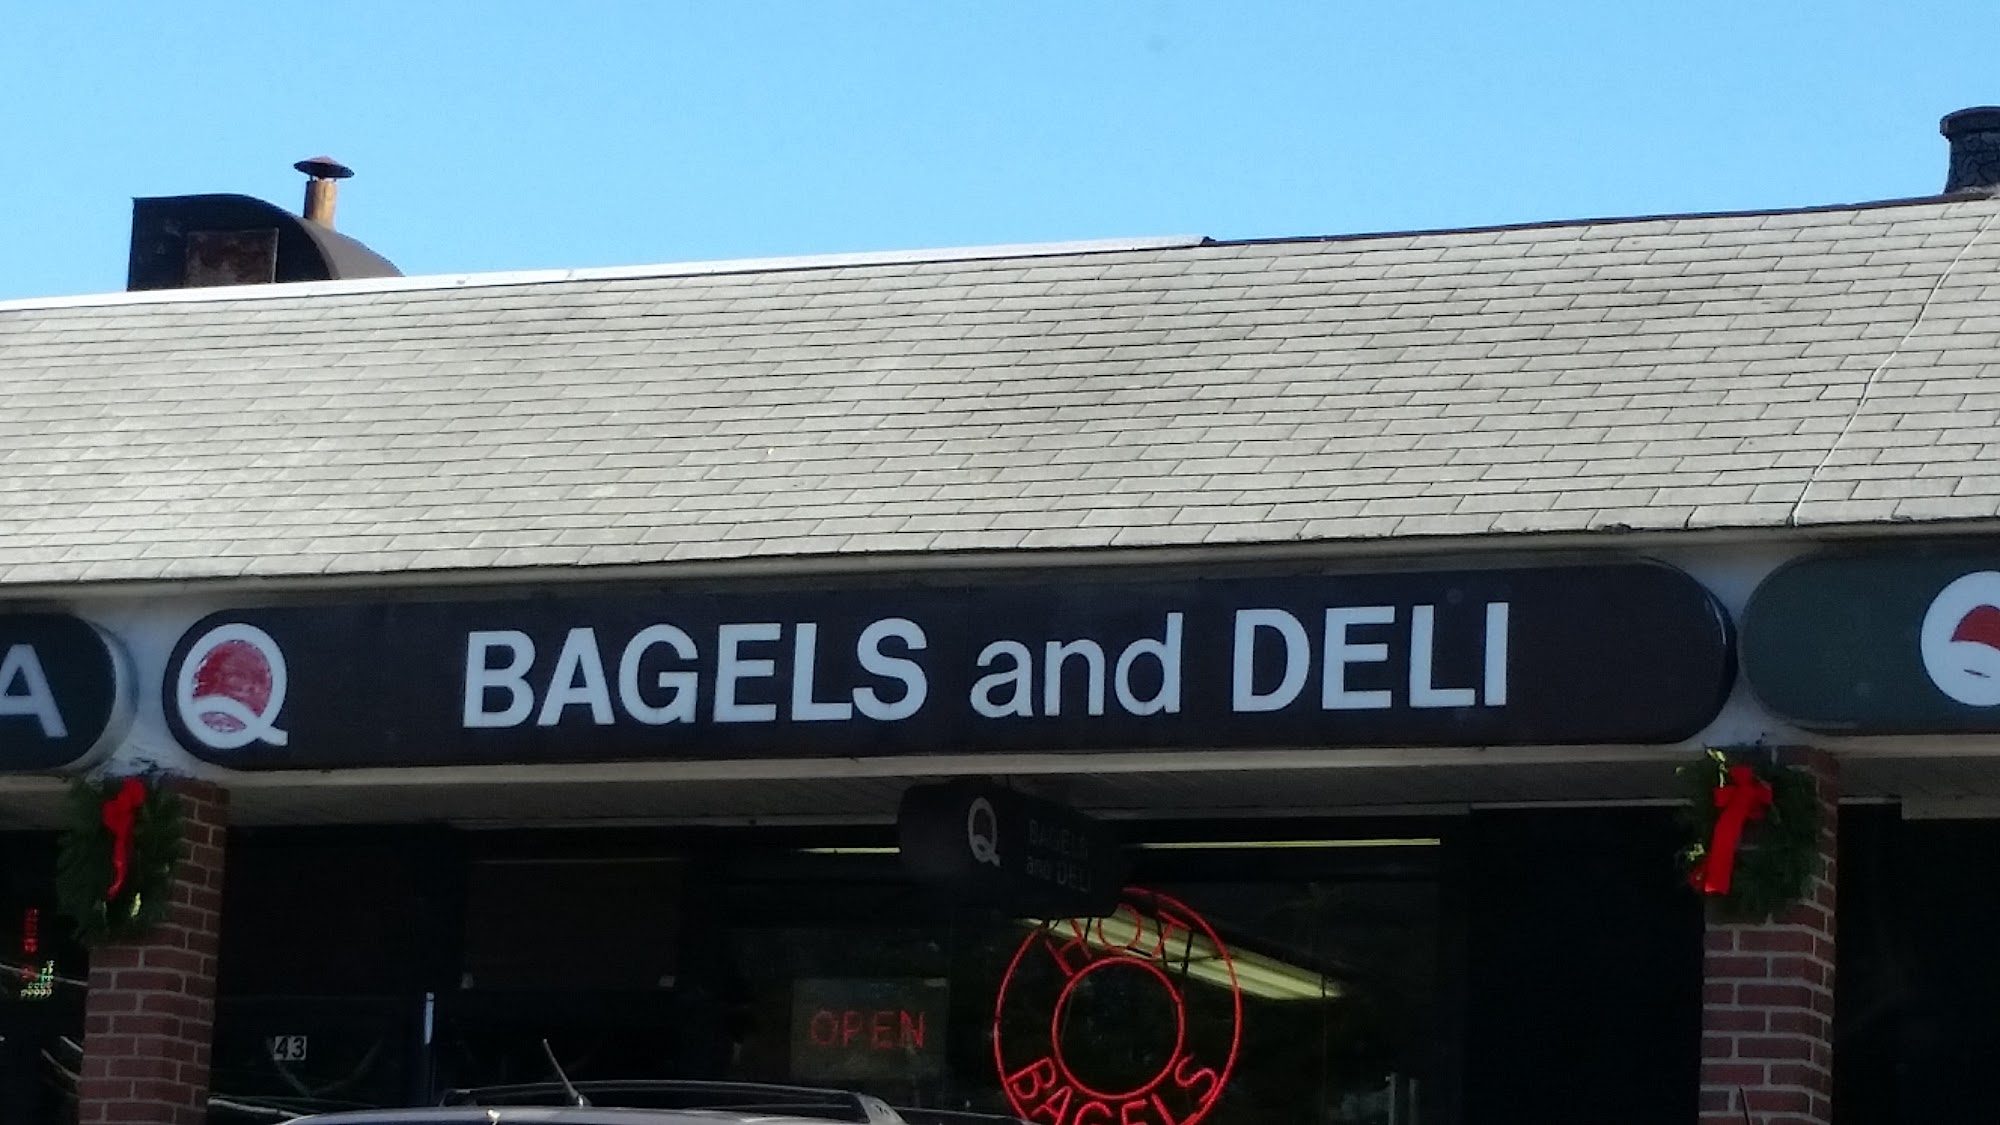 A
Q BAGELS and DELI
Q BAGELS
and DELI
HOT
BAGELS
OPEN
43